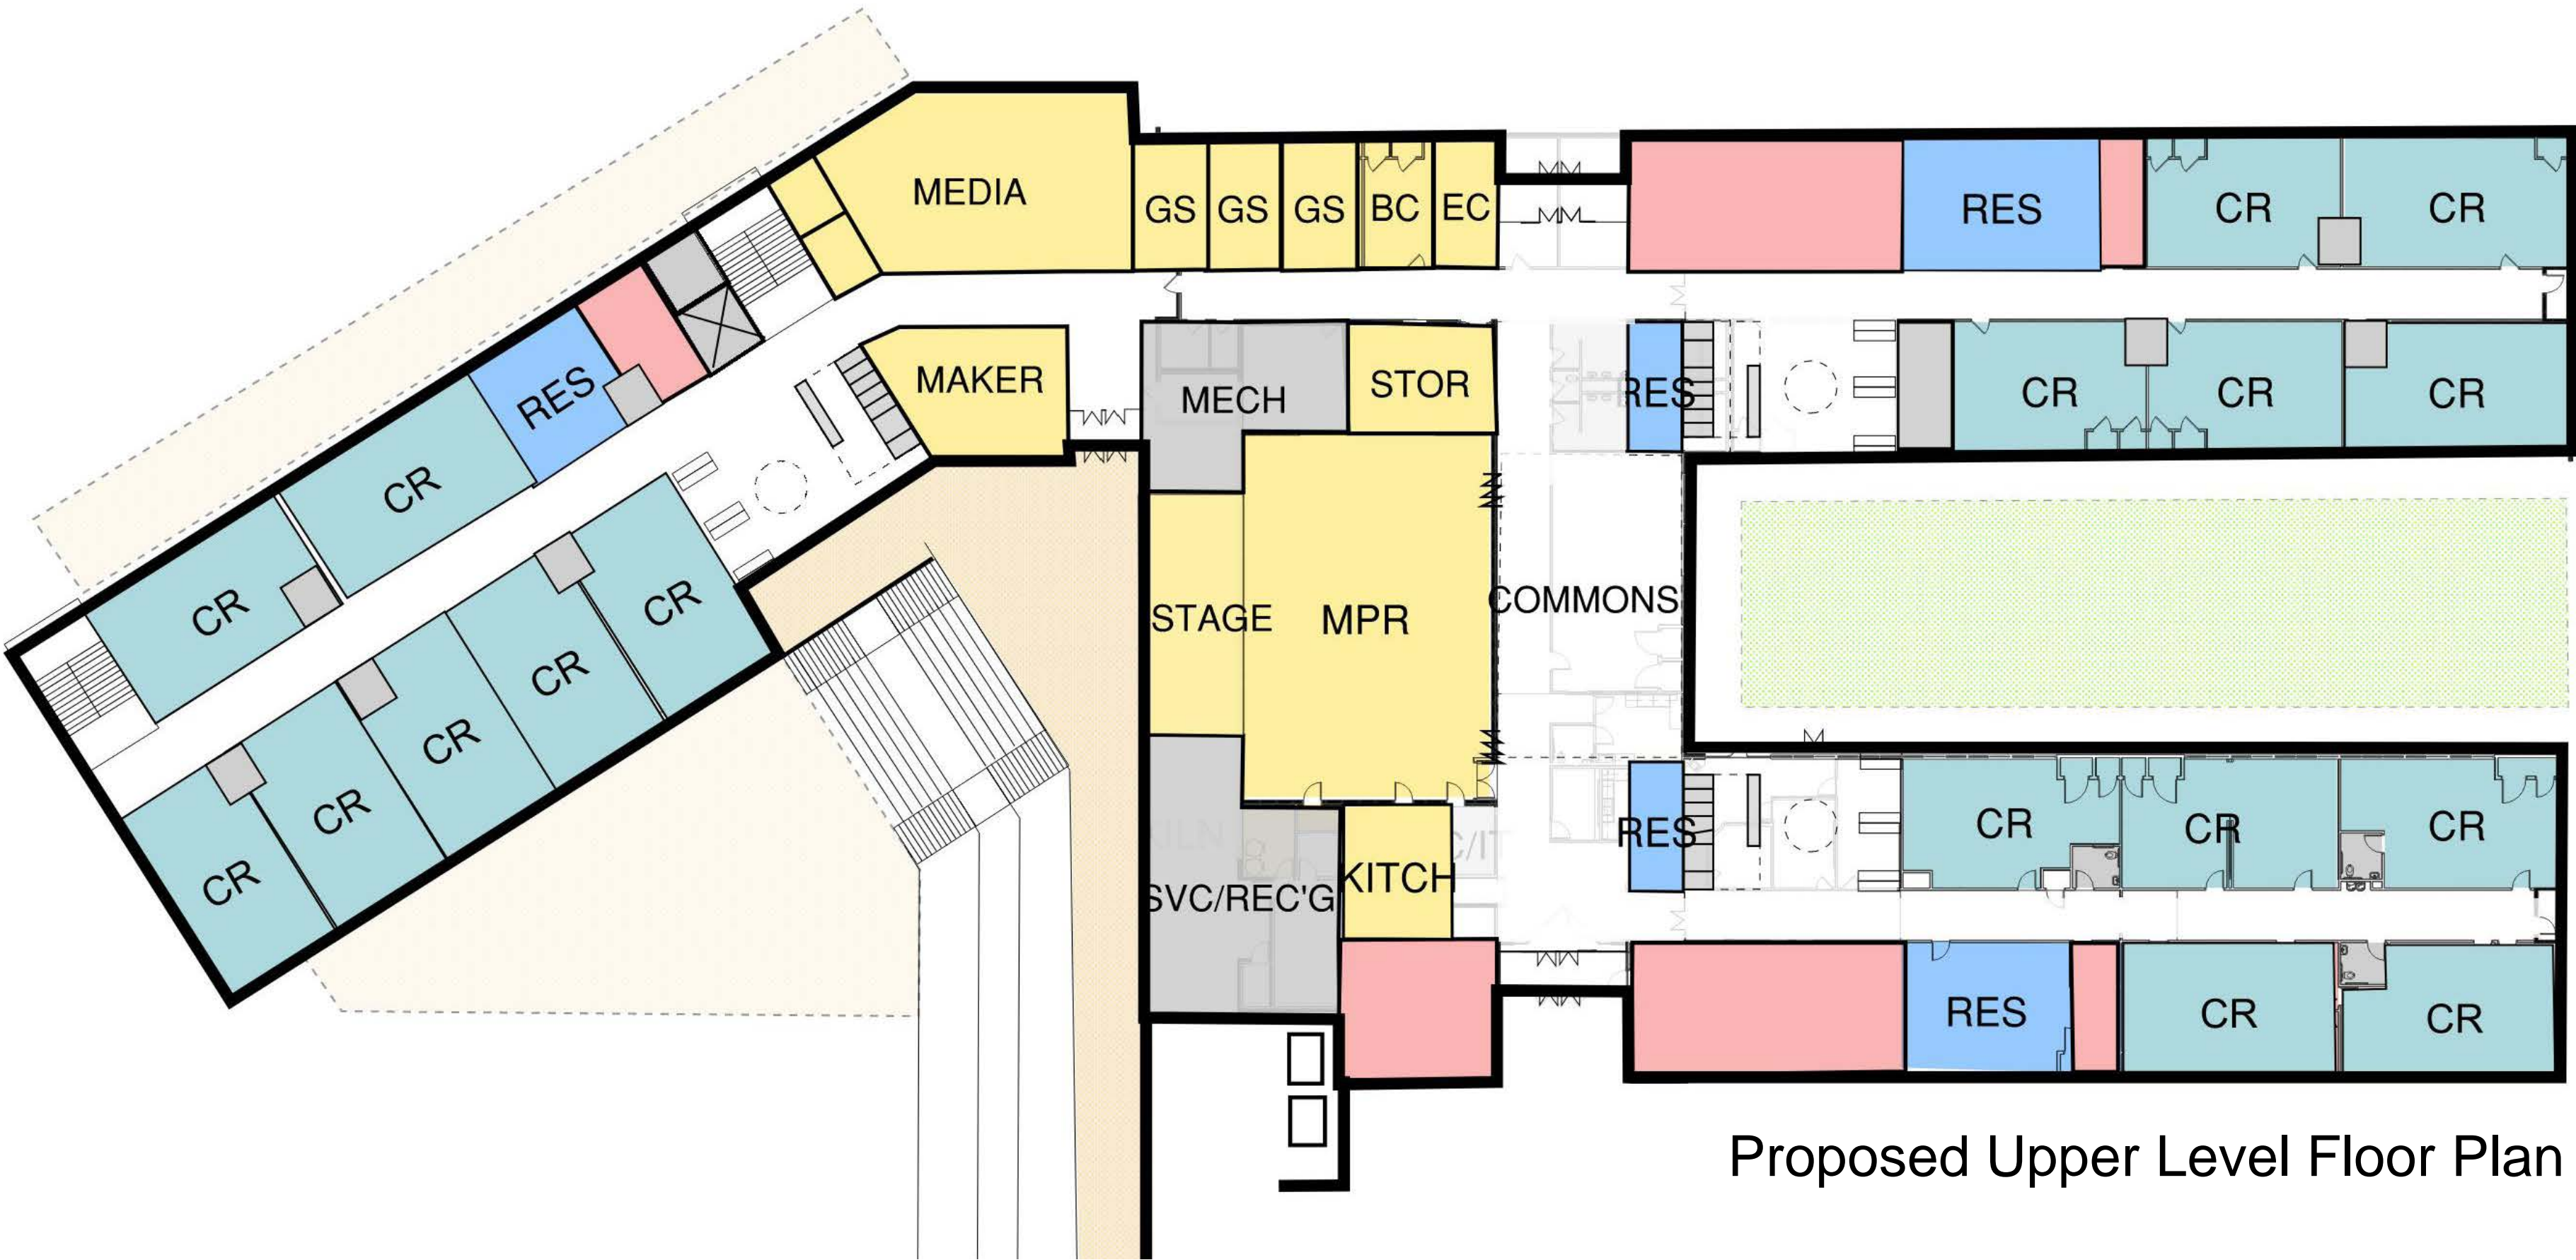 MEDIA
GS
GS
GS
BC
EC
RES
CR
CR
MAKER
MECH
STOR
RES
CR
CR
CR
RES
CR
CR
CR
CR
CR
CR
CR
STAGE
MPR
COMMONS
KILN
SVC/REC'G
KITCH
C/IT
RES
CR
CR
CR
RES
CR
CR
Proposed Upper Level Floor Plan